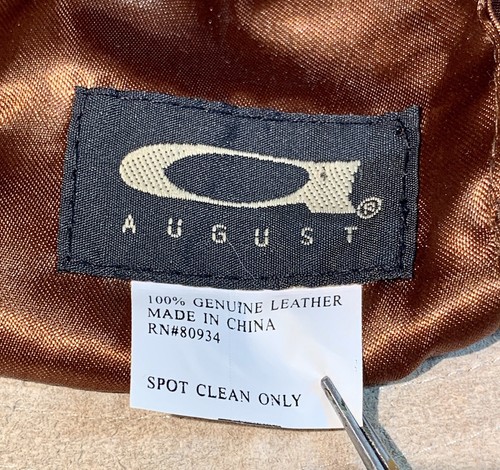 ®
AUGUST
100% GENUINE LEATHER
MADE IN CHINA
RN#80934
SPOT CLEAN ONLY